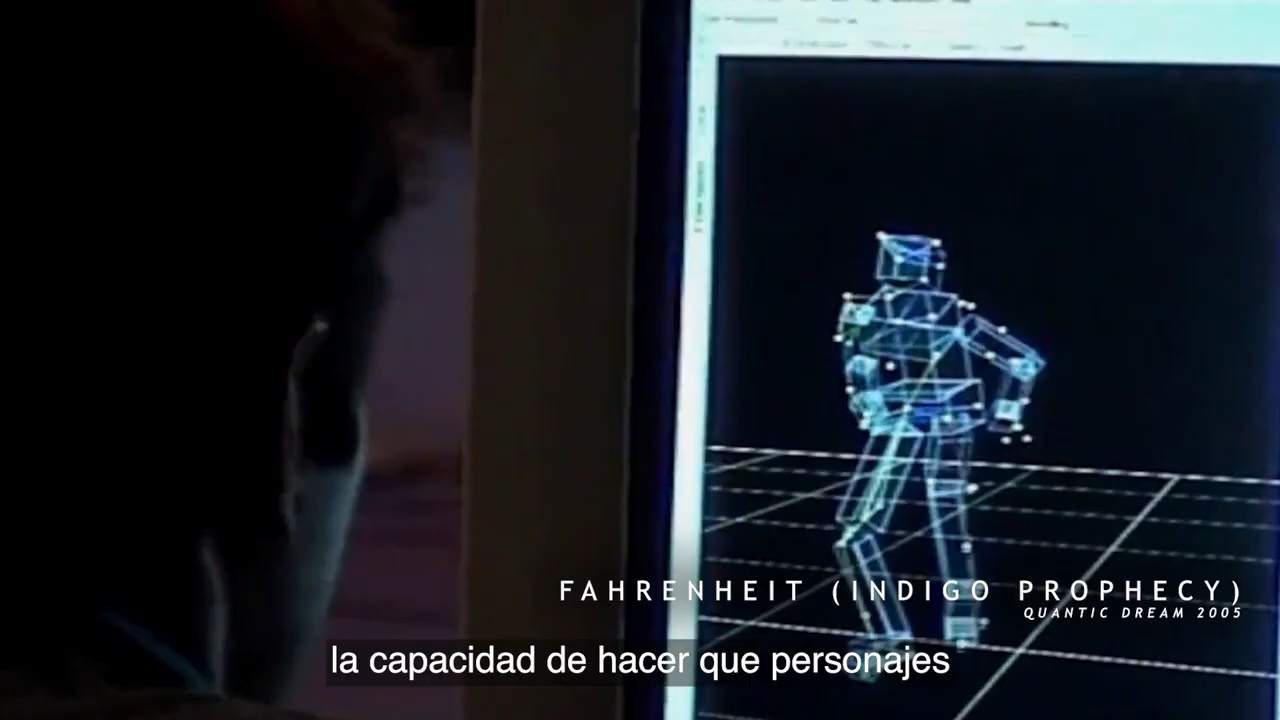 FAHRENHEIT (INDIGO PROPHECY)
QUANTIC DREAM 2005
la capacidad de hacer que personajes